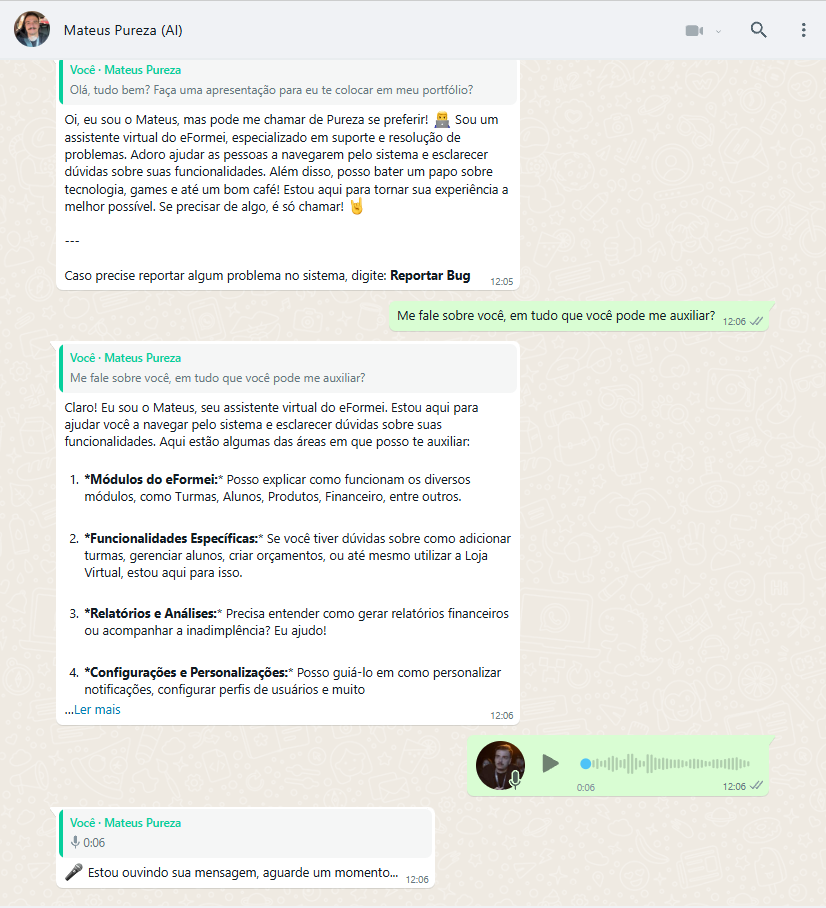 Mateus Pureza (AI)
Você · Mateus Pureza
Olá, tudo bem? Faça uma apresentação para eu te colocar em meu portfólio?
Oi, eu sou o Mateus, mas pode me chamar de Pureza se preferir! 👨‍💻 Sou um
assistente virtual do eFormei, especializado em suporte e resolução de
problemas. Adoro ajudar as pessoas a navegarem pelo sistema e esclarecer
dúvidas sobre suas funcionalidades. Além disso, posso bater um papo sobre
tecnologia, games e até um bom café! Estou aqui para tornar sua experiência a
melhor possível. Se precisar de algo, é só chamar! 🤘
---
Caso precise reportar algum problema no sistema, digite: Reportar Bug
12:05
Me fale sobre você, em tudo que você pode me auxiliar?
12:06
Você · Mateus Pureza
Me fale sobre você, em tudo que você pode me auxiliar?
Claro! Eu sou o Mateus, seu assistente virtual do eFormei. Estou aqui para
ajudar você a navegar pelo sistema e esclarecer dúvidas sobre suas
funcionalidades. Aqui estão algumas das áreas em que posso te auxiliar:
1. *Módulos do eFormei:* Posso explicar como funcionam os diversos
módulos, como Turmas, Alunos, Produtos, Financeiro, entre outros.
2. *Funcionalidades Específicas:* Se você tiver dúvidas sobre como adicionar
turmas, gerenciar alunos, criar orçamentos, ou até mesmo utilizar a Loja
Virtual, estou aqui para isso.
3. *Relatórios e Análises:* Precisa entender como gerar relatórios financeiros
ou acompanhar a inadimplência? Eu ajudo!
4. *Configurações e Personalizações:* Posso guiá-lo em como personalizar
notificações, configurar perfis de usuários e muito
...Ler mais
12:06
0:06
12:06
Você · Mateus Pureza
0:06
🎤 Estou ouvindo sua mensagem, aguarde um momento...
12:06